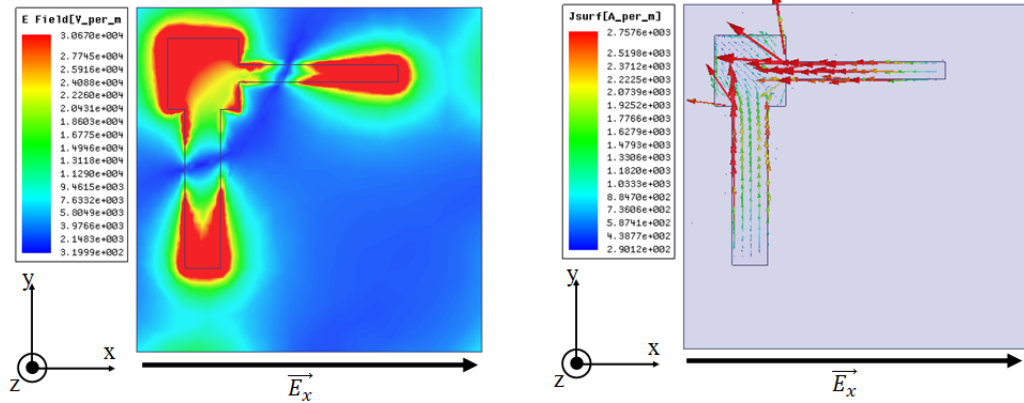 E Field[V_per_m
3.0670e+004
2.7745e+004
2.5916e+004
2.4088e+004
2.2260e+004
2.0431e+004
1.8603e+004
1.6775e+004
1.4946e+004
1.3118e+004
1.1290e+004
9.4615e+003
7.6332e+003
5.8049e+003
3.9766e+003
2.1483e+003
3.1999e+002
y
x
z
Ex
Jsurf[A_per_m]
2.7576e+003
2.5198e+003
2.3712e+003
2.2225e+003
2.0739e+003
1.9252e+003
1.7766e+003
1.6279e+003
1.4793e+003
1.3306e+003
1.1820e+003
1.0333e+003
8.8470e+002
7.3606e+002
5.8741e+002
4.3877e+002
2.9012e+002
y
x
z
Ex